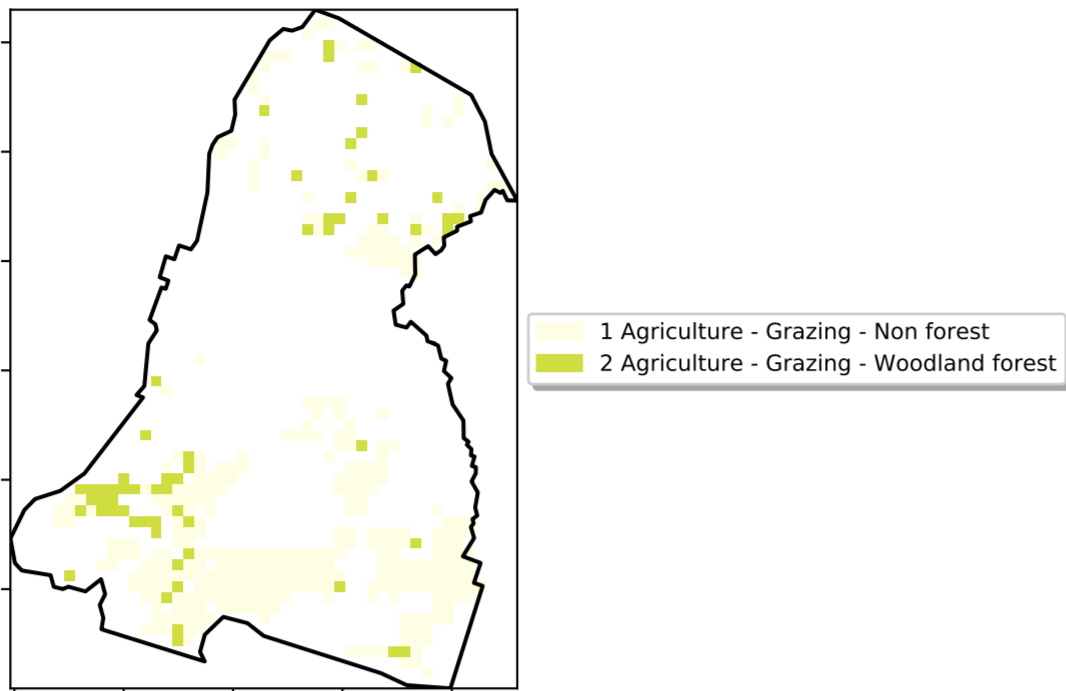 1 Agriculture - Grazing - Non forest
2 Agriculture - Grazing - Woodland forest